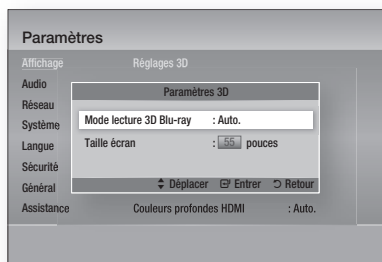 Paramètres
Affichage Réglages 3D
Audio
Paramètres 3D
Réseau
Système Mode lecture 3D Blu-ray : Auto.
Langue Taille écran : 55 pouces
Sécurité
Général Déplacer Entrer Retour
Assistance Couleurs profondes HDMI : Auto.